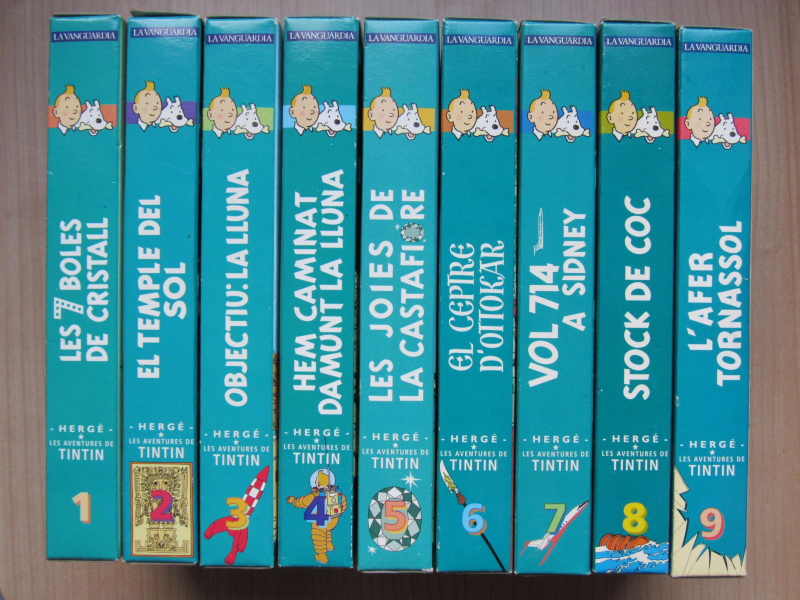 LA VANGUARDIA
LES 7 BOLES
DE CRISTALL
- HERGÉ -
LES AVENTURES DE
TINTIN
1
LA VANGUARDIA
EL TEMPLE DEL
SOL
- HERGÉ -
LES AVENTURES DE
TINTIN
2
LA VANGUARDIA
OBJECTIU: LA LLUNA
- HERGÉ -
LES AVENTURES DE
TINTIN
3
LA VANGUARDIA
HEM CAMINAT
DAMUNT LA LLUNA
- HERGÉ -
LES AVENTURES DE
TINTIN
4
LA VANGUARDIA
LES JOIES DE
LA CASTAFIORE
- HERGÉ -
LES AVENTURES DE
TINTIN
5
LA VANGUARDIA
EL CEPTRE
D'OTTOKAR
- HERGÉ -
LES AVENTURES DE
TINTIN
6
LA VANGUARDIA
VOL 714
A SIDNEY
- HERGÉ -
LES AVENTURES DE
TINTIN
7
LA VANGUARDIA
STOCK DE COC
- HERGÉ -
LES AVENTURES DE
TINTIN
8
LA VANGUARDIA
L'AFER
TORNASSOL
- HERGÉ -
LES AVENTURES DE
TINTIN
9